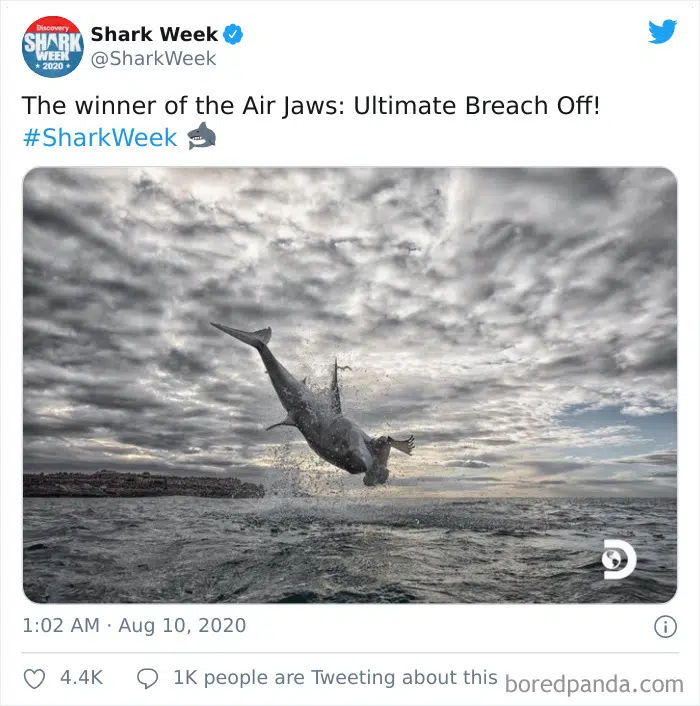 Discovery
SHARK
WEEK
2020
Shark Week
@SharkWeek
The winner of the Air Jaws: Ultimate Breach Off!
#SharkWeek
1:02 AM · Aug 10, 2020
4.4K
1K people are Tweeting about this
boredpanda.com